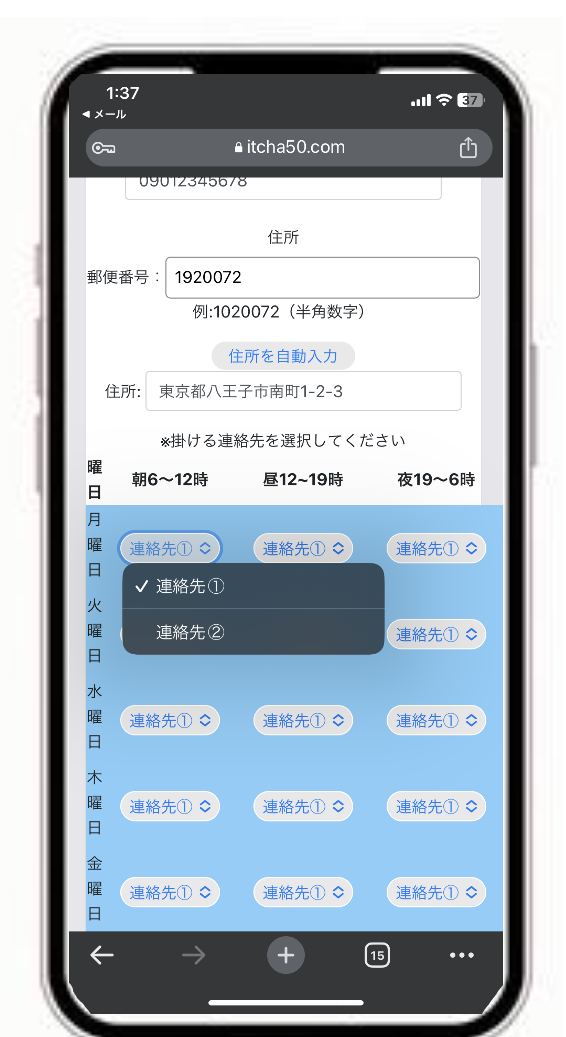 1:37
37
◀メール
itcha50.com
09012345678
住所
郵便番号：1920072
例:1020072（半角数字）
住所を自動入力
住所: 東京都八王子市南町1-2-3
※掛ける連絡先を選択してください
曜日 朝6〜12時 昼12~19時 夜19〜6時
月曜日 連絡先① 連絡先① 連絡先①
✓ 連絡先①
連絡先②
火曜日 連絡先①
水曜日 連絡先① 連絡先① 連絡先①
木曜日 連絡先① 連絡先① 連絡先①
金曜日 連絡先① 連絡先① 連絡先①
15